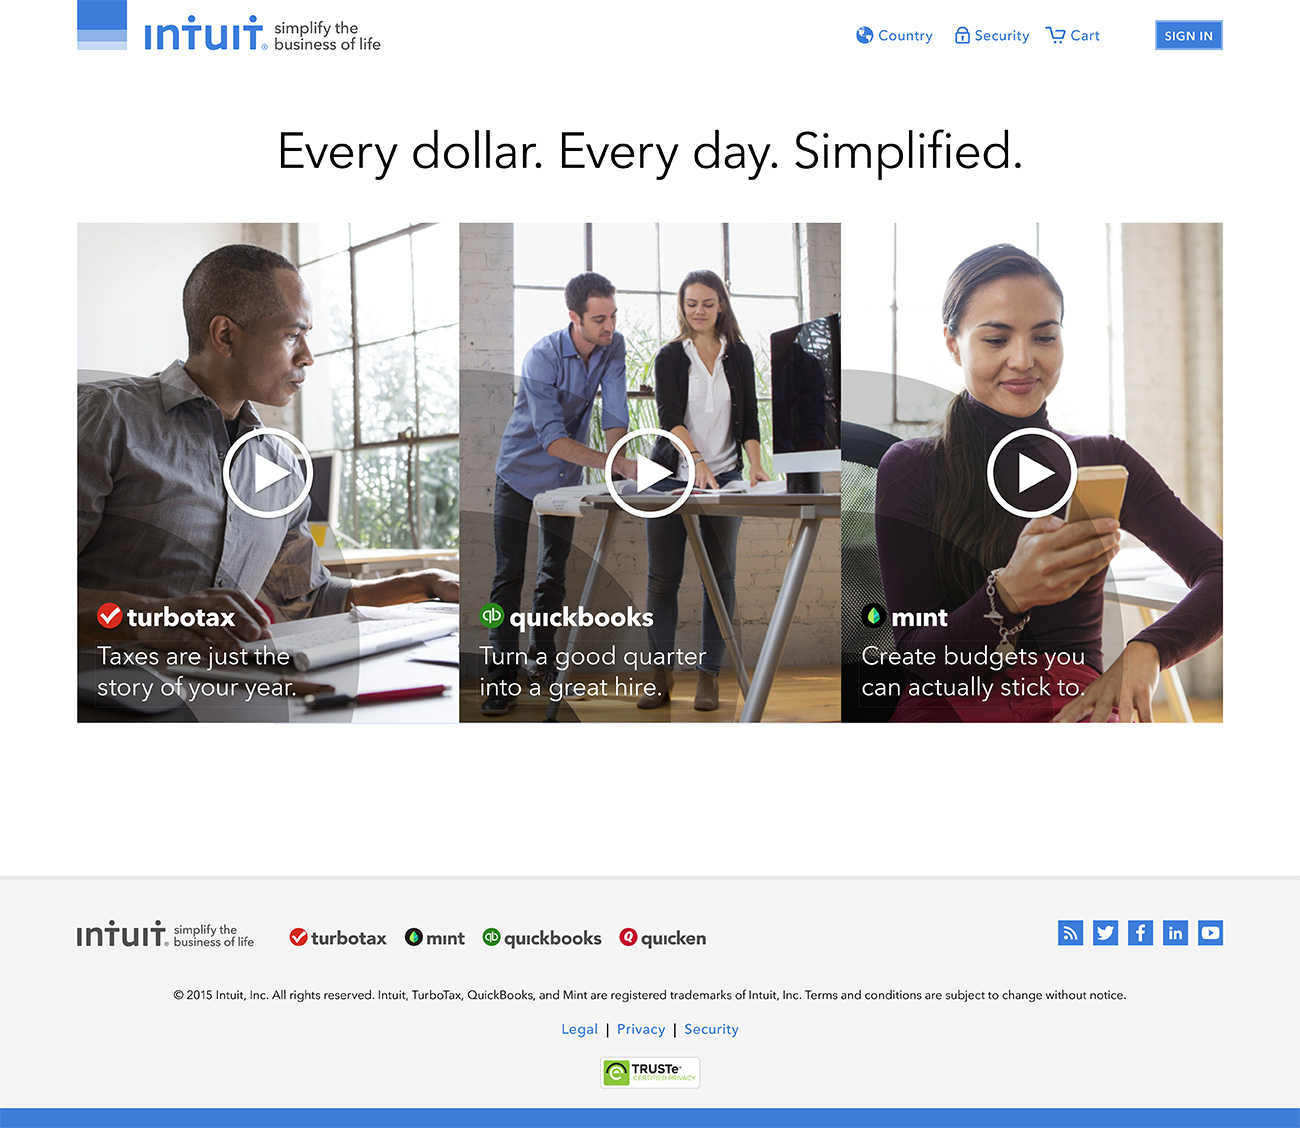 intuit® simplify the
business of life
Country Security Cart SIGN IN
Every dollar. Every day. Simplified.
turbotax
Taxes are just the
story of your year.
qb quickbooks
Turn a good quarter
into a great hire.
mint
Create budgets you
can actually stick to.
intuit® simplify the
business of life
turbotax mint qb quickbooks Q quicken
in
© 2015 Intuit, Inc. All rights reserved. Intuit, TurboTax, QuickBooks, and Mint are registered trademarks of Intuit, Inc. Terms and conditions are subject to change without notice.
Legal | Privacy | Security
TRUSTe
CERTIFIED PRIVACY